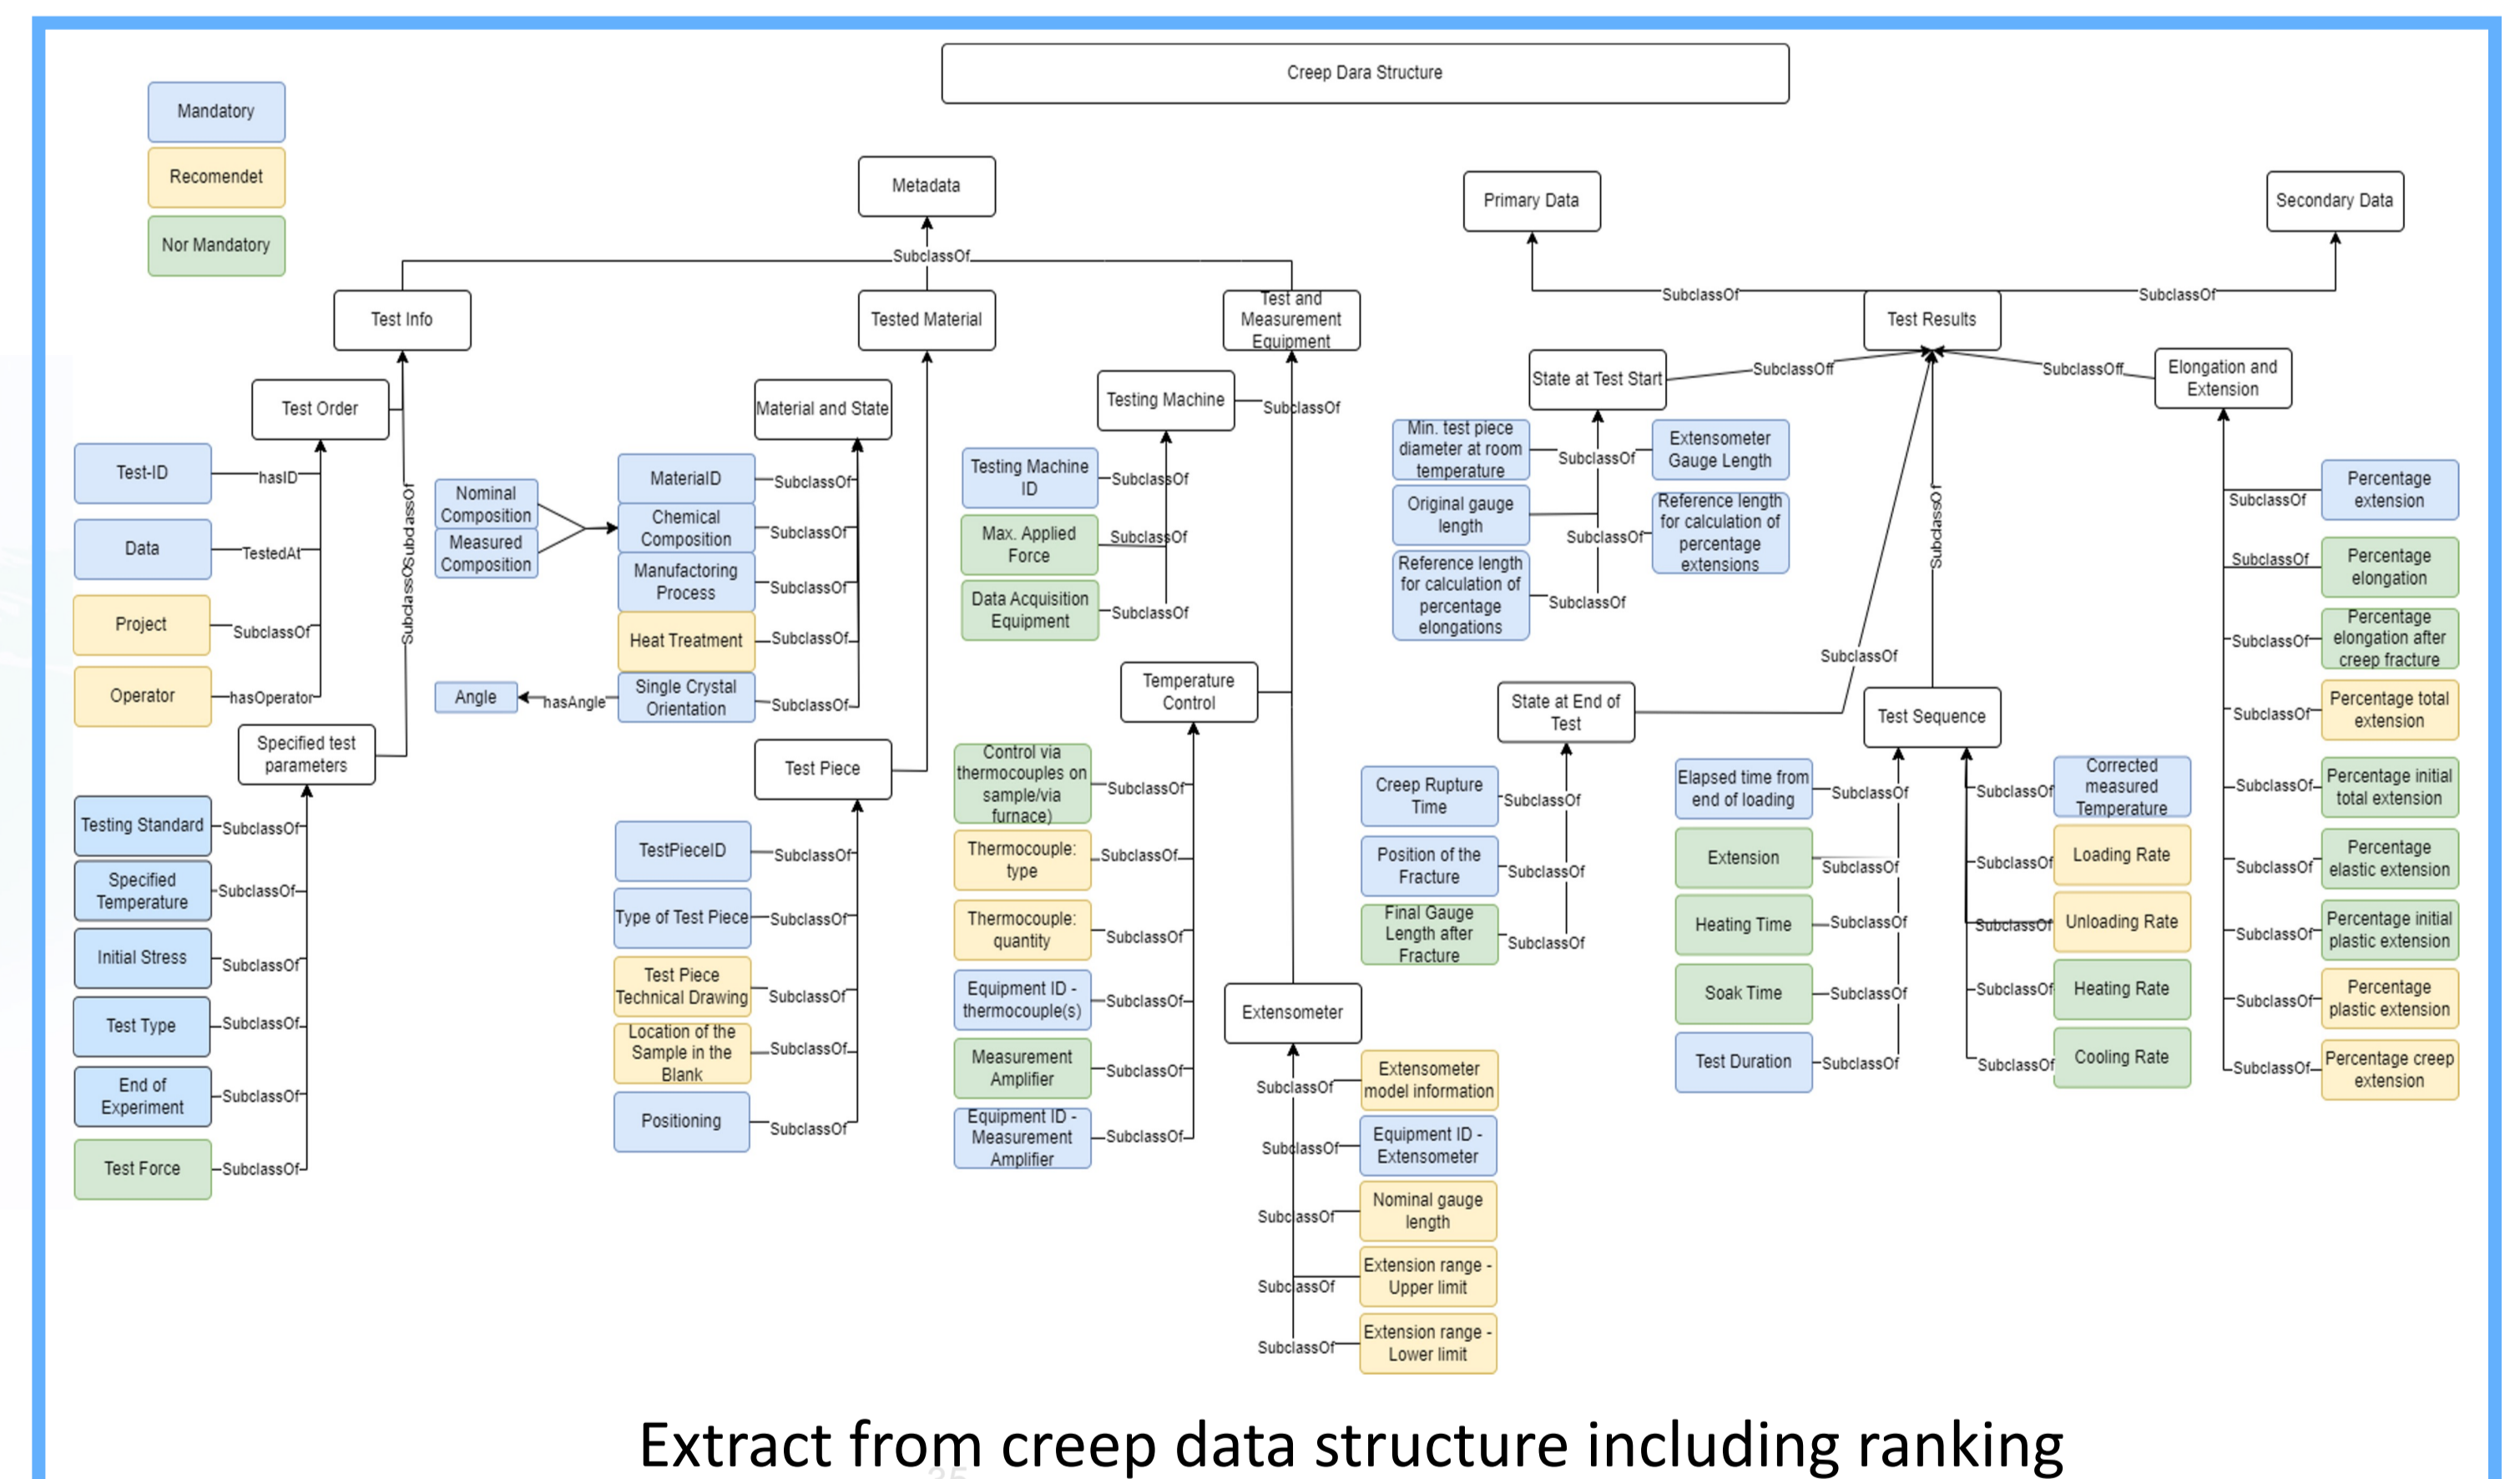 Creep Dara Structure
Mandatory
Recomendet
Nor Mandatory
Metadata
Primary Data
Secondary Data
SubclassOf
SubclassOf
SubclassOf
Test Info
Tested Material
Test and
Measurement
Equipment
Test Results
Test Order
hasID
TestedAt
SubclassOf
hasOperator
Test-ID
Data
Project
Operator
SubclassOf
SubclassOf
Specified test
parameters
Testing Standard
SubclassOf
Specified
Temperature
SubclassOf
Initial Stress
SubclassOf
Test Type
SubclassOf
End of
Experiment
SubclassOf
Test Force
SubclassOf
Material and State
Nominal
Composition
Measured
Composition
MateriaID
SubclassOf
Chemical
Composition
SubclassOf
Manufactoring
Process
SubclassOf
Heat Treatment
SubclassOf
Angle
hasAngle
Single Crystal
Orientation
SubclassOf
Test Piece
TestPieceID
SubclassOf
Type of Test Piece
SubclassOf
Test Piece
Technical Drawing
SubclassOf
Location of the
Sample in the
Blank
SubclassOf
Positioning
SubclassOf
Testing Machine
SubclassOf
Testing Machine
ID
SubclassOf
Max. Applied
Force
SubclassOf
Data Acquisition
Equipment
SubclassOf
Temperature
Control
Control via
thermocouples on
sample/via
furnace)
SubclassOf
Thermocouple:
type
SubclassOf
Thermocouple:
quantity
SubclassOf
Equipment ID -
thermocouple(s)
SubclassOf
Measurement
Amplifier
SubclassOf
Equipment ID -
Measurement
Amplifier
SubclassOf
Extensometer
SubclassOf
Extensometer
model information
SubclassOf
Equipment ID -
Extensometer
SubclassOf
Nominal gauge
length
SubclassOf
Extension range -
Upper limit
SubclassOf
Extension range -
Lower limit
State at Test Start
SubclassOff
Min. test piece
diameter at room
temperature
SubclassOf
Extensometer
Gauge Length
Original gauge
length
SubclassOf
Reference length
for calculation of
percentage
extensions
Reference length
for calculation of
percentage
elongations
SubclassOf
State at End of
Test
SubclassOf
Creep Rupture
Time
SubclassOf
Position of the
Fracture
SubclassOf
Final Gauge
Length after
Fracture
SubclassOf
SubclassOf
Test Sequence
Elapsed time from
end of loading
SubclassOf
Extension
SubclassOf
Heating Time
SubclassOf
Soak Time
SubclassOf
Test Duration
SubclassOf
SubclassOf
Corrected
measured
Temperature
SubclassOf
Loading Rate
SubclassOf
Unloading Rate
SubclassOf
Heating Rate
SubclassOf
Cooling Rate
SubclassOff
Elongation and
Extension
SubclassOf
Percentage
extension
SubclassOf
Percentage
elongation
SubclassOf
Percentage
elongation after
creep fracture
SubclassOf
Percentage total
extension
SubclassOf
Percentage initial
total extension
SubclassOf
Percentage
elastic extension
SubclassOf
Percentage initial
plastic extension
SubclassOf
Percentage
plastic extension
SubclassOf
Percentage creep
extension
Extract from creep data structure including ranking
35